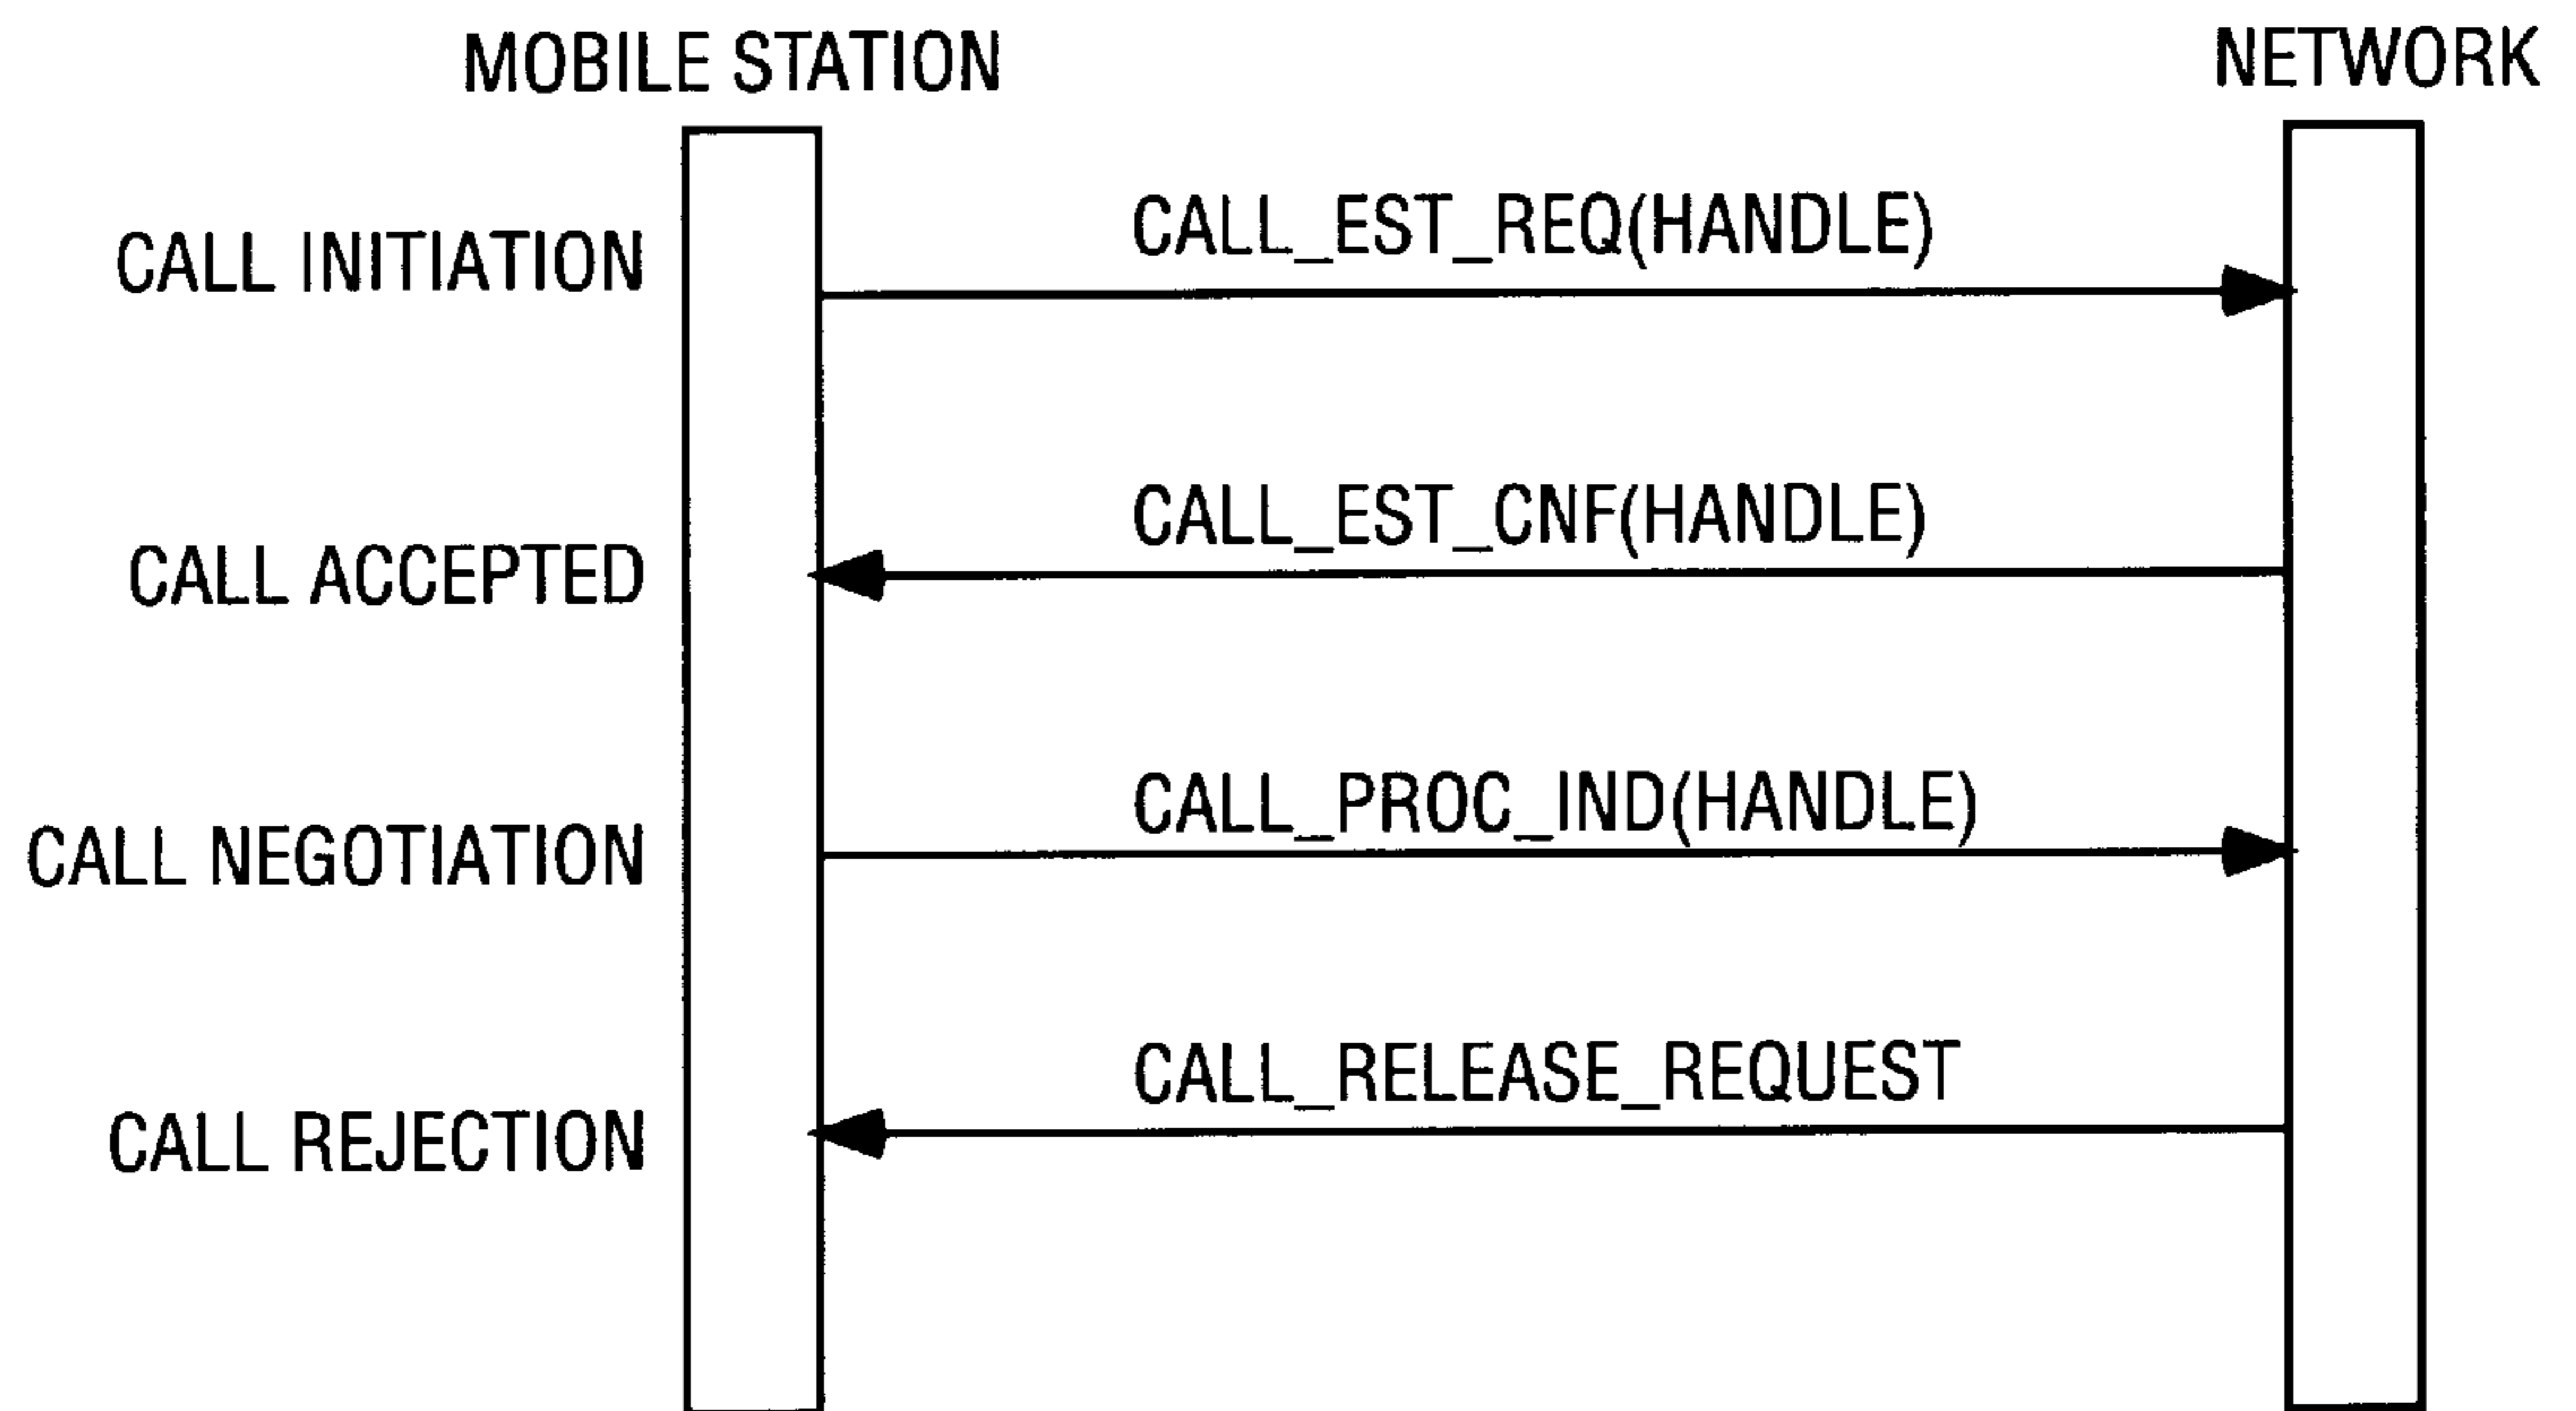 MOBILE STATION
NETWORK
CALL INITIATION
CALL_EST_REQ(HANDLE)
CALL ACCEPTED
CALL_EST_CNF(HANDLE)
CALL NEGOTIATION
CALL_PROC_IND(HANDLE)
CALL REJECTION
CALL_RELEASE_REQUEST